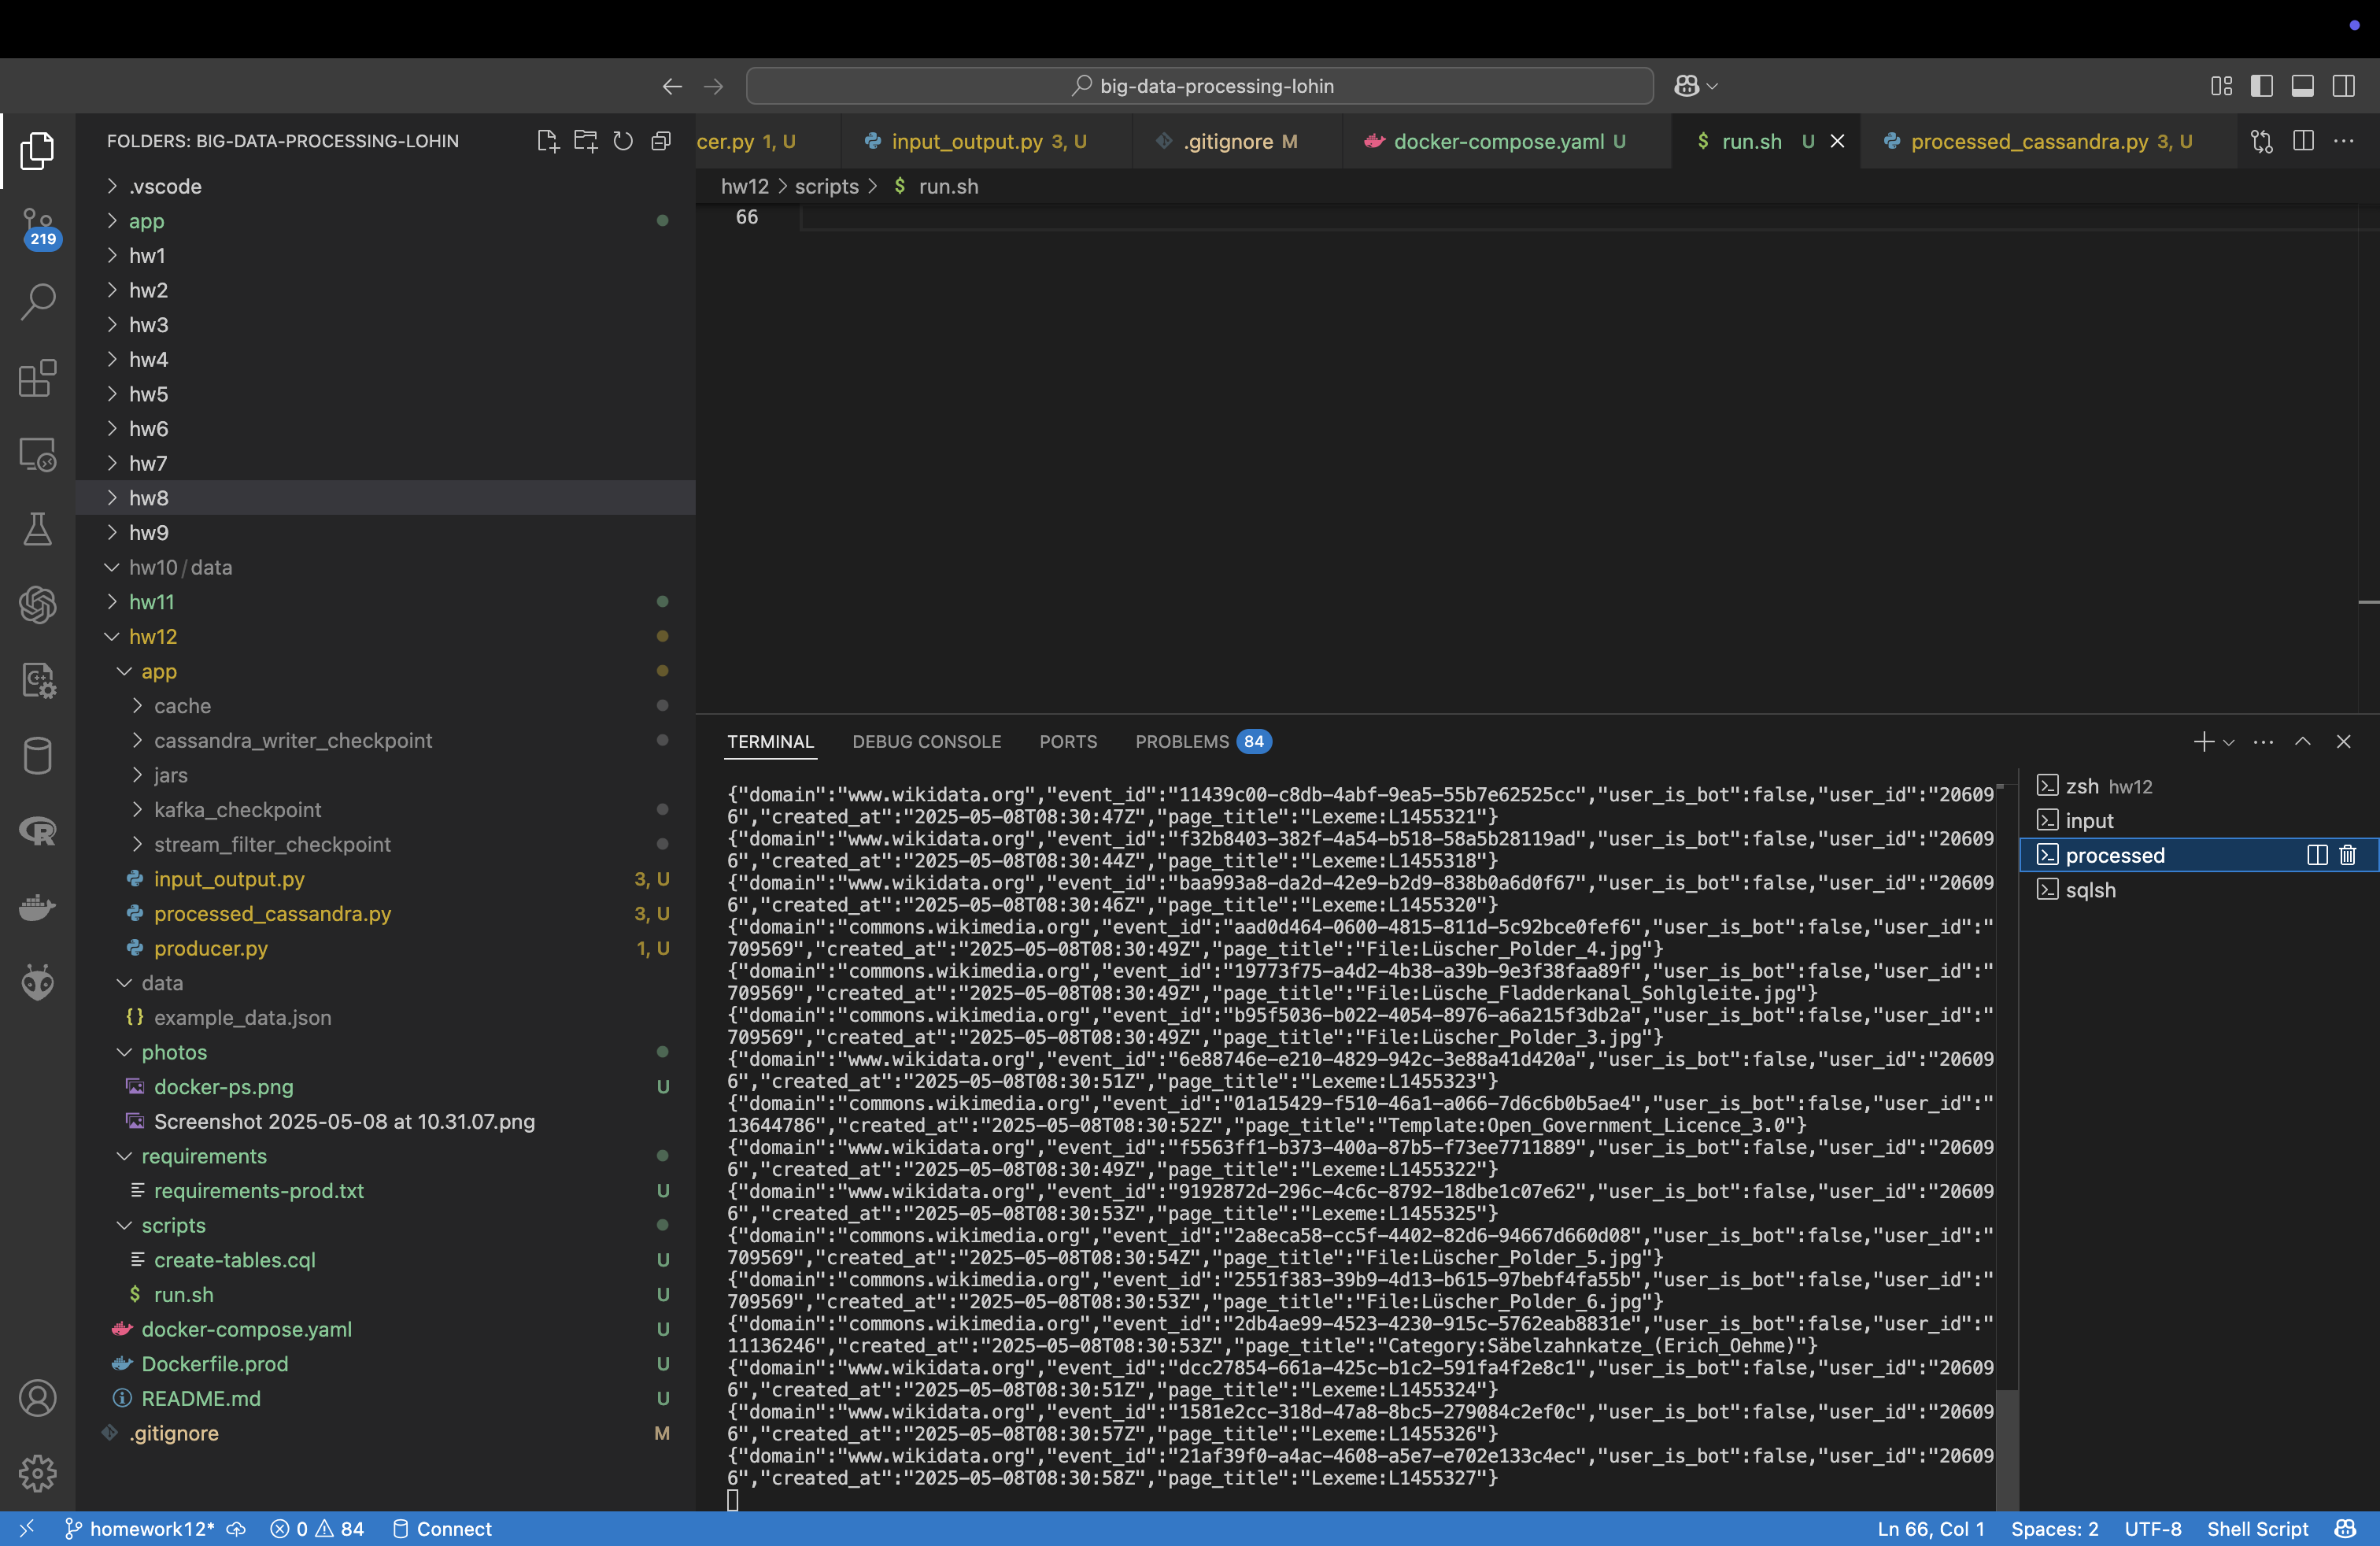 big-data-processing-lohin
FOLDERS: BIG-DATA-PROCESSING-LOHIN
.vscode
app
hw1
hw2
hw3
hw4
hw5
hw6
hw7
hw8
hw9
hw10/data
hw11
hw12
app
cache
cassandra_writer_checkpoint
jars
kafka_checkpoint
stream_filter_checkpoint
input_output.py 3, U
processed_cassandra.py 3, U
producer.py 1, U
data
example_data.json
photos
docker-ps.png U
Screenshot 2025-05-08 at 10.31.07.png
requirements
requirements-prod.txt U
scripts
create-tables.cql U
run.sh U
docker-compose.yaml U
Dockerfile.prod U
README.md U
.gitignore M
219
cer.py 1, U input_output.py 3, U .gitignore M docker-compose.yaml U $ run.sh U processed_cassandra.py 3, U
hw12 > scripts > $ run.sh
66
TERMINAL DEBUG CONSOLE PORTS PROBLEMS 84
{"domain":"www.wikidata.org","event_id":"11439c00-c8db-4abf-9ea5-55b7e62525cc","user_is_bot":false,"user_id":"20609
6","created_at":"2025-05-08T08:30:47Z","page_title":"Lexeme:L1455321"}
{"domain":"www.wikidata.org","event_id":"f32b8403-382f-4a54-b518-58a5b28119ad","user_is_bot":false,"user_id":"20609
6","created_at":"2025-05-08T08:30:44Z","page_title":"Lexeme:L1455318"}
{"domain":"www.wikidata.org","event_id":"baa993a8-da2d-42e9-b2d9-838b0a6d0f67","user_is_bot":false,"user_id":"20609
6","created_at":"2025-05-08T08:30:46Z","page_title":"Lexeme:L1455320"}
{"domain":"commons.wikimedia.org","event_id":"aad0d464-0600-4815-811d-5c92bce0fef6","user_is_bot":false,"user_id":"
709569","created_at":"2025-05-08T08:30:49Z","page_title":"File:Lüscher_Polder_4.jpg"}
{"domain":"commons.wikimedia.org","event_id":"19773f75-a4d2-4b38-a39b-9e3f38faa89f","user_is_bot":false,"user_id":"
709569","created_at":"2025-05-08T08:30:49Z","page_title":"File:Lüsche_Fladderkanal_Sohlgleite.jpg"}
{"domain":"commons.wikimedia.org","event_id":"b95f5036-b022-4054-8976-a6a215f3db2a","user_is_bot":false,"user_id":"
709569","created_at":"2025-05-08T08:30:49Z","page_title":"File:Lüscher_Polder_3.jpg"}
{"domain":"www.wikidata.org","event_id":"6e88746e-e210-4829-942c-3e88a41d420a","user_is_bot":false,"user_id":"20609
6","created_at":"2025-05-08T08:30:51Z","page_title":"Lexeme:L1455323"}
{"domain":"commons.wikimedia.org","event_id":"01a15429-f510-46a1-a066-7d6c6b0b5ae4","user_is_bot":false,"user_id":"
13644786","created_at":"2025-05-08T08:30:52Z","page_title":"Template:Open_Government_Licence_3.0"}
{"domain":"www.wikidata.org","event_id":"f5563ff1-b373-400a-87b5-f73ee7711889","user_is_bot":false,"user_id":"20609
6","created_at":"2025-05-08T08:30:49Z","page_title":"Lexeme:L1455322"}
{"domain":"www.wikidata.org","event_id":"9192872d-296c-4c6c-8792-18dbe1c07e62","user_is_bot":false,"user_id":"20609
6","created_at":"2025-05-08T08:30:53Z","page_title":"Lexeme:L1455325"}
{"domain":"commons.wikimedia.org","event_id":"2a8eca58-cc5f-4402-82d6-94667d660d08","user_is_bot":false,"user_id":"
709569","created_at":"2025-05-08T08:30:54Z","page_title":"File:Lüscher_Polder_5.jpg"}
{"domain":"commons.wikimedia.org","event_id":"2551f383-39b9-4d13-b615-97bebf4fa55b","user_is_bot":false,"user_id":"
709569","created_at":"2025-05-08T08:30:53Z","page_title":"File:Lüscher_Polder_6.jpg"}
{"domain":"commons.wikimedia.org","event_id":"2db4ae99-4523-4230-915c-5762eab8831e","user_is_bot":false,"user_id":"
11136246","created_at":"2025-05-08T08:30:53Z","page_title":"Category:Säbelzahnkatze_(Erich_Oehme)"}
{"domain":"www.wikidata.org","event_id":"dcc27854-661a-425c-b1c2-591fa4f2e8c1","user_is_bot":false,"user_id":"20609
6","created_at":"2025-05-08T08:30:51Z","page_title":"Lexeme:L1455324"}
{"domain":"www.wikidata.org","event_id":"1581e2cc-318d-47a8-8bc5-279084c2ef0c","user_is_bot":false,"user_id":"20609
6","created_at":"2025-05-08T08:30:57Z","page_title":"Lexeme:L1455326"}
{"domain":"www.wikidata.org","event_id":"21af39f0-a4ac-4608-a5e7-e702e133c4ec","user_is_bot":false,"user_id":"20609
6","created_at":"2025-05-08T08:30:58Z","page_title":"Lexeme:L1455327"}
zsh hw12
input
processed
sqlsh
homework12* 0 84 Connect
Ln 66, Col 1 Spaces: 2 UTF-8 Shell Script